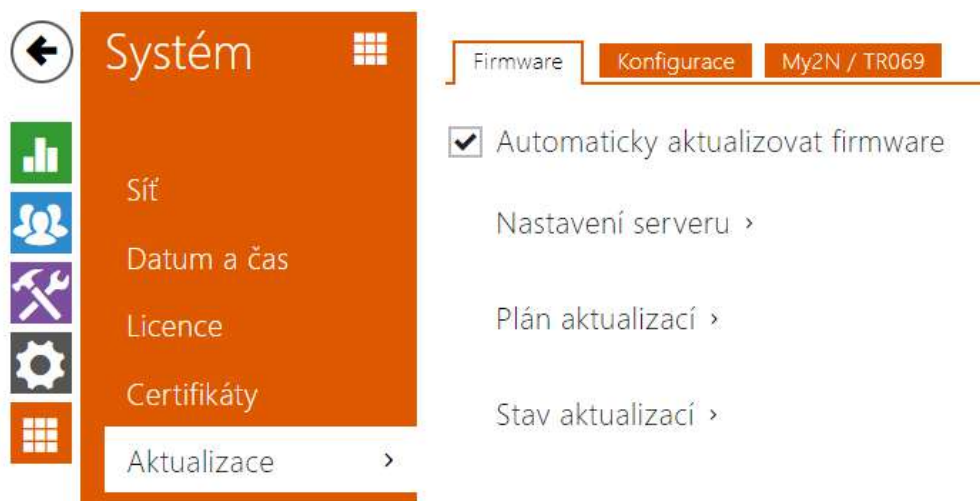 Systém
Síť
Datum a čas
Licence
Certifikáty
Aktualizace
Firmware
Konfigurace
My2N / TR069
Automaticky aktualizovat firmware
Nastavení serveru
Plán aktualizací
Stav aktualizací